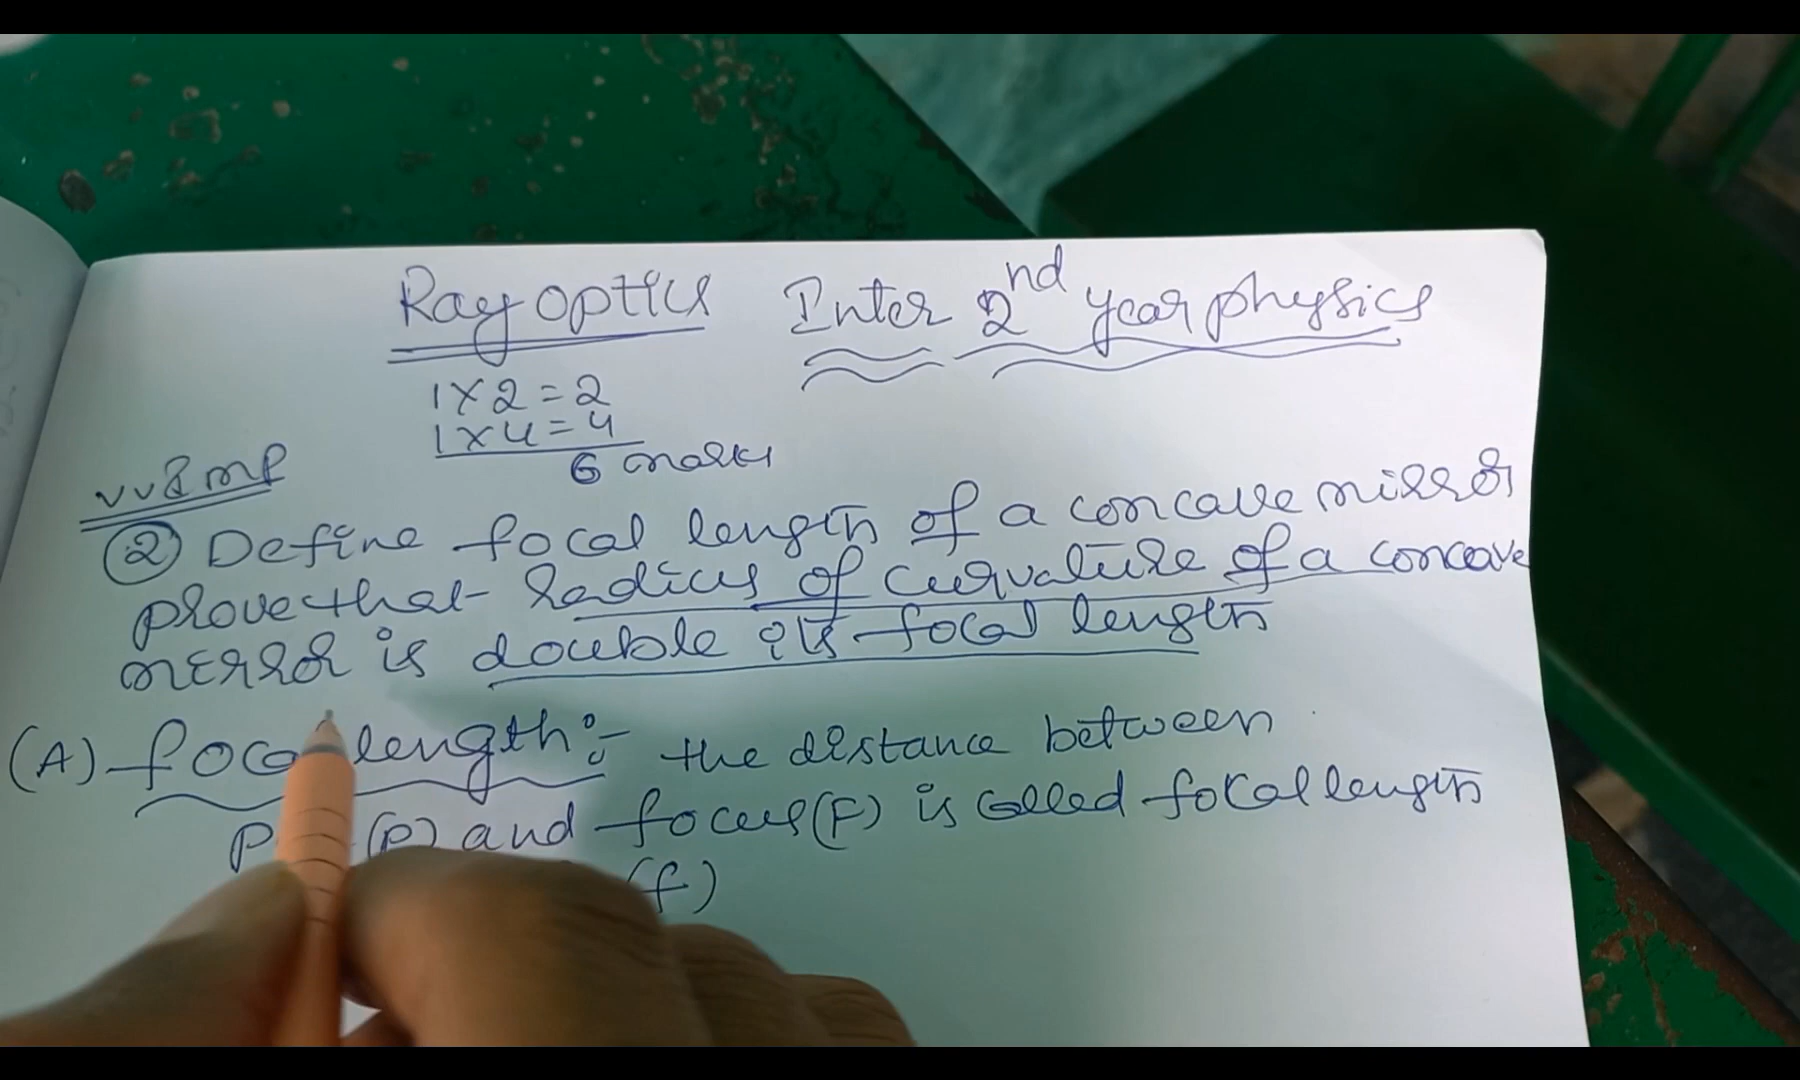 Ray optics Inter 2nd year physics
1 x 2 = 2
1 x 4 = 4
6 marks
vvImp
(2) Define focal length of a concave mirror
prove that radius of curvature of a concave
mirror is double its focal length
(A) focal length :- the distance between
(P) and focus (F) is called focal length
(f)